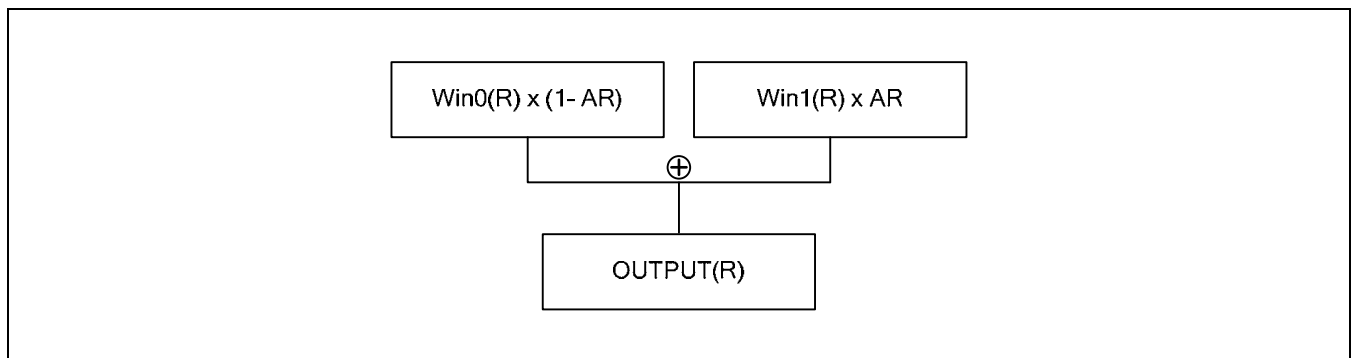 Win0(R) x (1- AR)
Win1(R) x AR
⊕
OUTPUT(R)